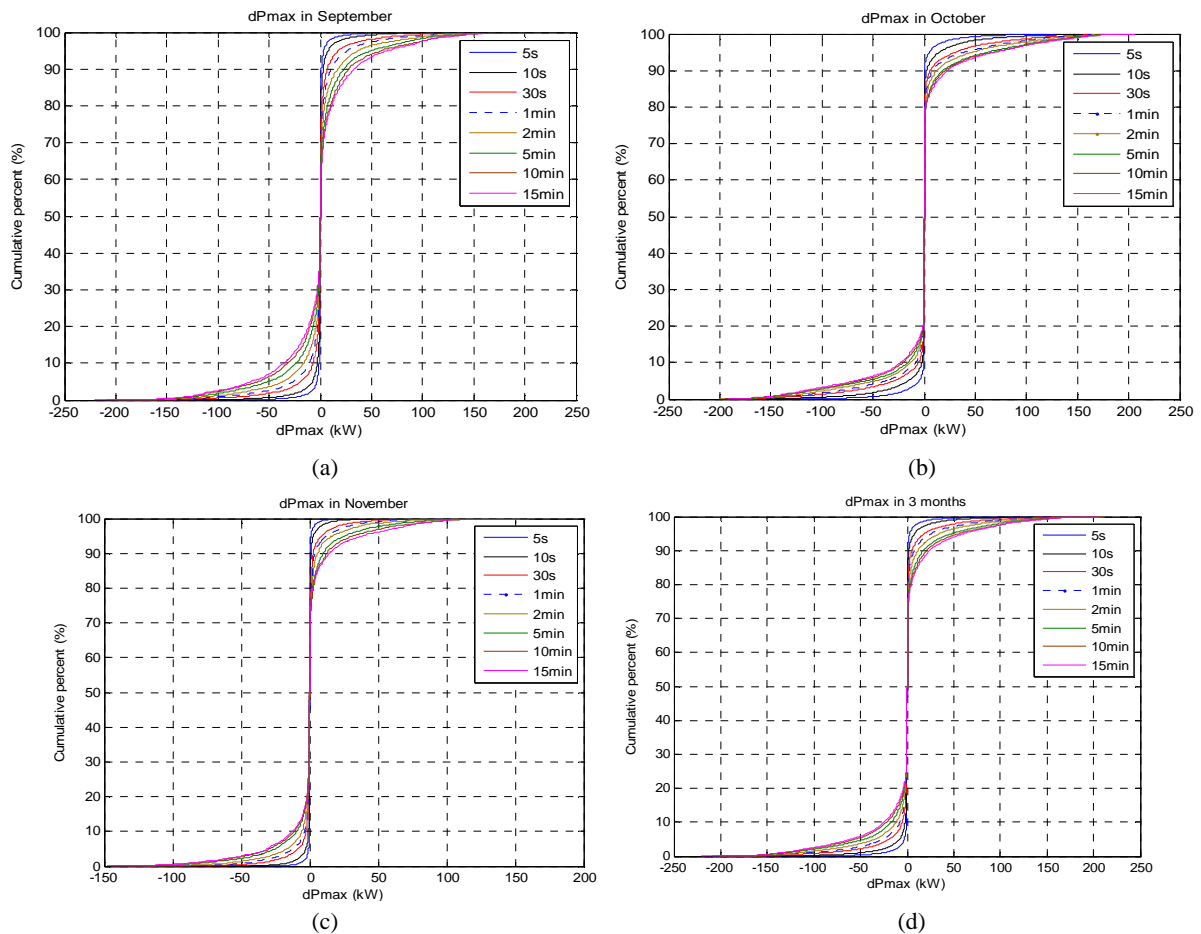 dPmax in September
100
90
80
70
60
50
40
30
20
10
0
Cumulative percent (%)
-250 -200 -150 -100 -50 0 50 100 150 200 250
dPmax (kW)
5s
10s
30s
1min
2min
5min
10min
15min
(a)
dPmax in October
100
90
80
70
60
50
40
30
20
10
0
Cumulative percent (%)
-250 -200 -150 -100 -50 0 50 100 150 200 250
dPmax (kW)
5s
10s
30s
1min
2min
5min
10min
15min
(b)
dPmax in November
100
90
80
70
60
50
40
30
20
10
0
Cumulative percent (%)
-150 -100 -50 0 50 100 150 200
dPmax (kW)
5s
10s
30s
1min
2min
5min
10min
15min
(c)
dPmax in 3 months
100
90
80
70
60
50
40
30
20
10
0
Cumulative percent (%)
-250 -200 -150 -100 -50 0 50 100 150 200 250
dPmax (kW)
5s
10s
30s
1min
2min
5min
10min
15min
(d)